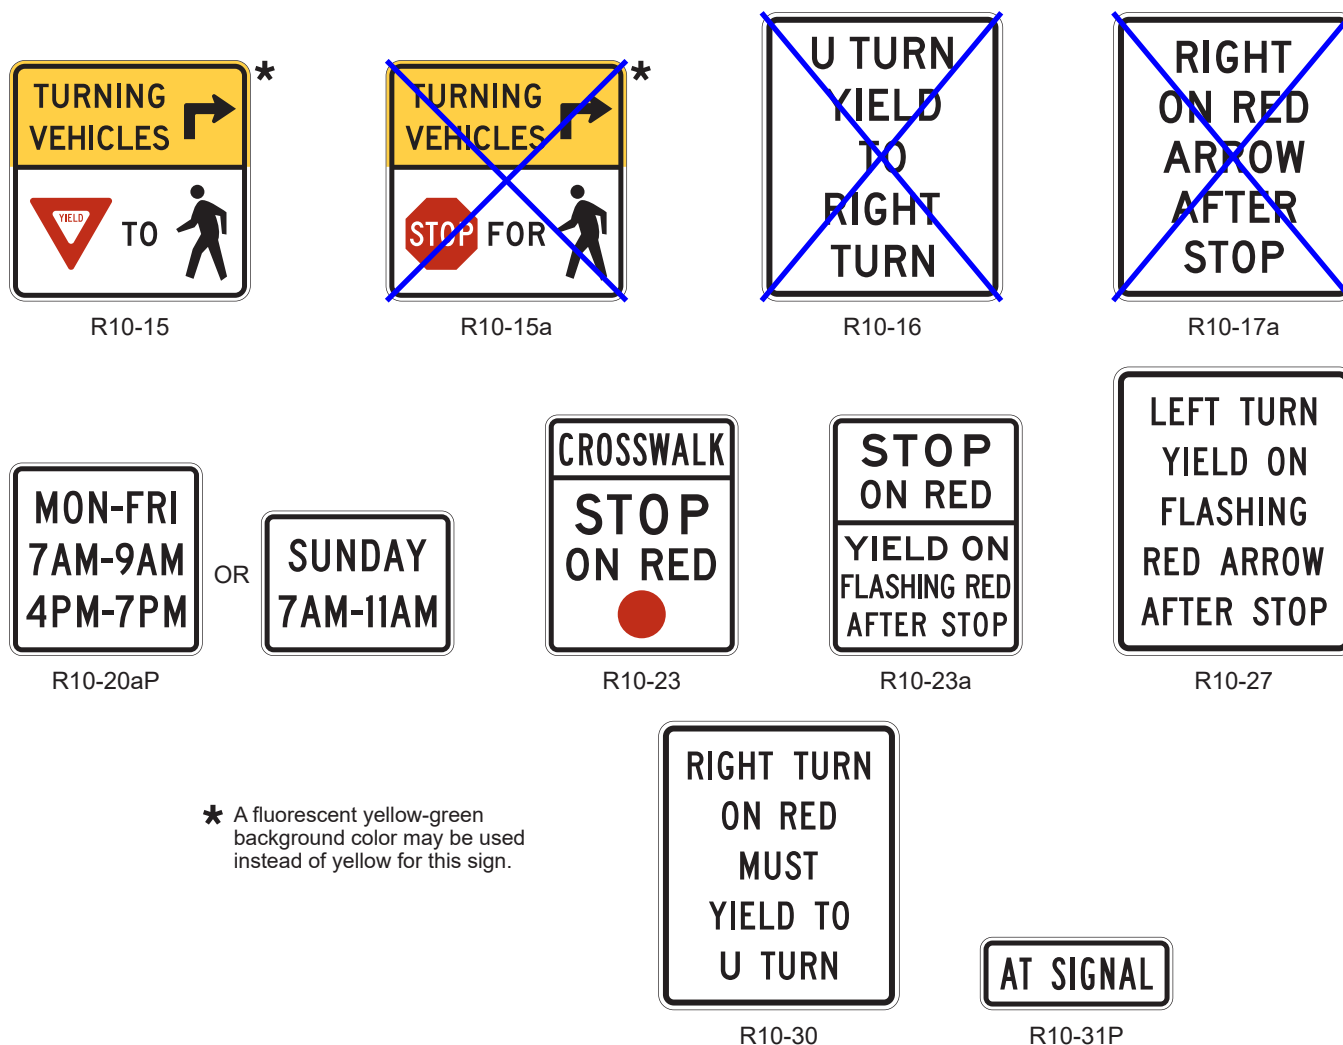 TURNING
VEHICLES
YIELD
TO
*
R10-15
TURNING
VEHICLES
STOP FOR
*
R10-15a
U TURN
YIELD
TO
RIGHT
TURN
R10-16
RIGHT
ON RED
ARROW
AFTER
STOP
R10-17a
MON-FRI
7AM-9AM
4PM-7PM
OR
SUNDAY
7AM-11AM
R10-20aP
CROSSWALK
STOP
ON RED
R10-23
STOP
ON RED
YIELD ON
FLASHING RED
AFTER STOP
R10-23a
LEFT TURN
YIELD ON
FLASHING
RED ARROW
AFTER STOP
R10-27
* A fluorescent yellow-green
background color may be used
instead of yellow for this sign.
RIGHT TURN
ON RED
MUST
YIELD TO
U TURN
R10-30
AT SIGNAL
R10-31P